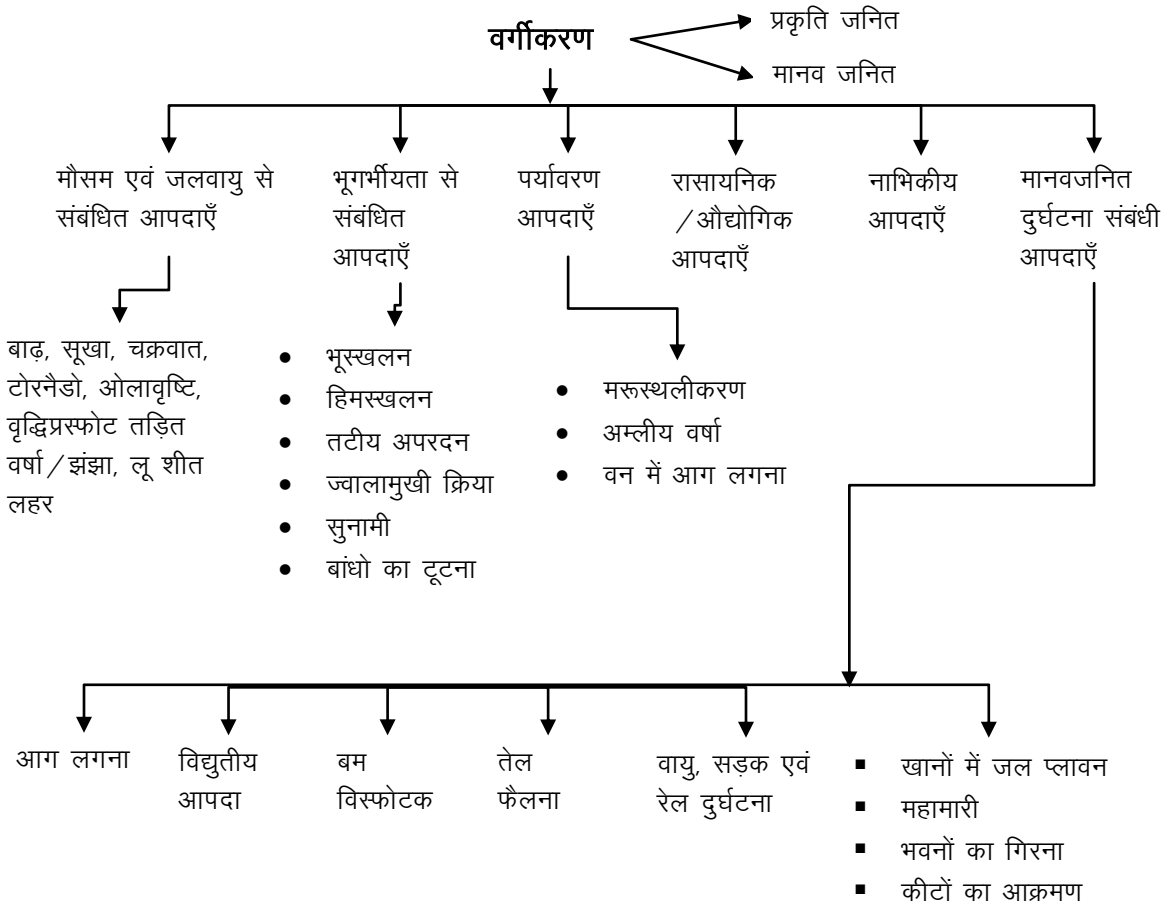 वर्गीकरण
प्रकृति जनित
मानव जनित
मौसम एवं जलवायु से
संबंधित आपदाएँ
भूगर्भीयता से
संबंधित
आपदाएँ
पर्यावरण
आपदाएँ
रासायनिक
/औद्योगिक
आपदाएँ
नाभिकीय
आपदाएँ
मानवजनित
दुर्घटना संबंधी
आपदाएँ
बाढ़, सूखा, चक्रवात,
टोरनैडो, ओलावृष्टि,
वृद्धिप्रस्फोट तड़ित
वर्षा/झंझा, लू शीत
लहर
• भूस्खलन
• हिमस्खलन
• तटीय अपरदन
• ज्वालामुखी क्रिया
• सुनामी
• बांधो का टूटना
• मरूस्थलीकरण
• अम्लीय वर्षा
• वन में आग लगना
आग लगना
विद्युतीय
आपदा
बम
विस्फोटक
तेल
फैलना
वायु, सड़क एवं
रेल दुर्घटना
▪ खानों में जल प्लावन
▪ महामारी
▪ भवनों का गिरना
▪ कीटों का आक्रमण